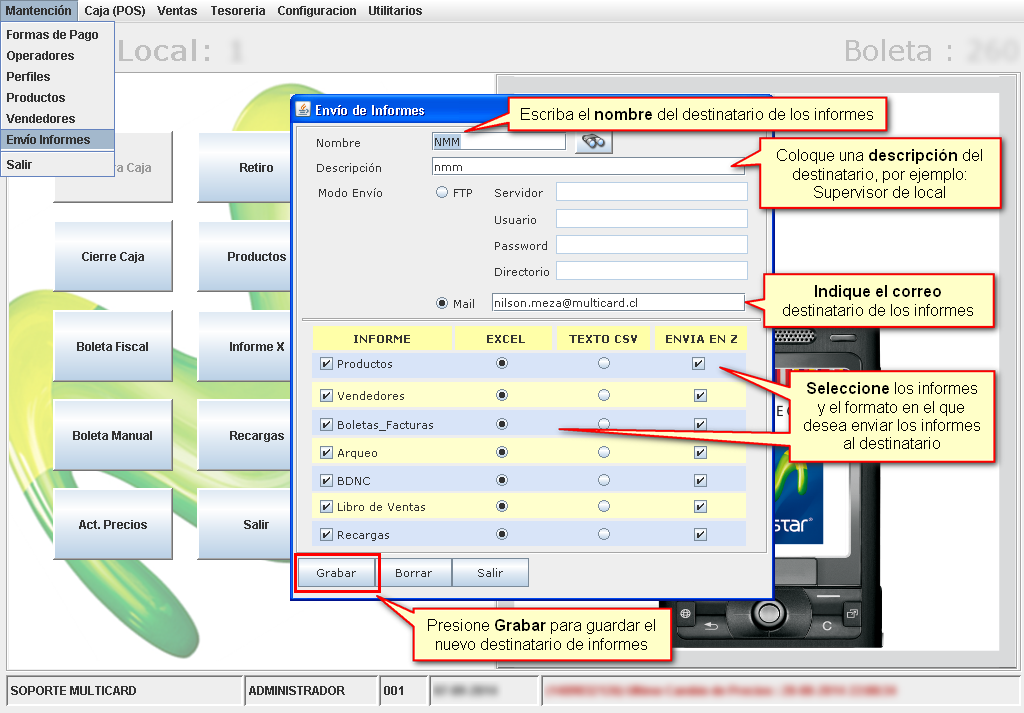 Mantención Caja (POS) Ventas Tesoreria Configuracion Utilitarios
Formas de Pago
Operadores
Perfiles
Productos
Vendedores
Envío Informes
Salir
Local: 1
Boleta : 260
Caja
Retiro
Cierre Caja
Productos
Boleta Fiscal
Informe X
Boleta Manual
Recargas
Act. Precios
Salir
Envío de Informes
Nombre NMM
Descripción nmm
Modo Envío FTP Servidor
Usuario
Password
Directorio
Mail nilson.meza@multicard.cl
INFORME EXCEL TEXTO CSV ENVIA EN Z
Productos
Vendedores
Boletas_Facturas
Arqueo
BDNC
Libro de Ventas
Recargas
Grabar Borrar Salir
Escriba el nombre del destinatario de los informes
Coloque una descripción del
destinatario, por ejemplo:
Supervisor de local
Indique el correo
destinatario de los informes
Seleccione los informes
y el formato en el que
desea enviar los informes
al destinatario
Presione Grabar para guardar el
nuevo destinatario de informes
star
C
SOPORTE MULTICARD ADMINISTRADOR 001